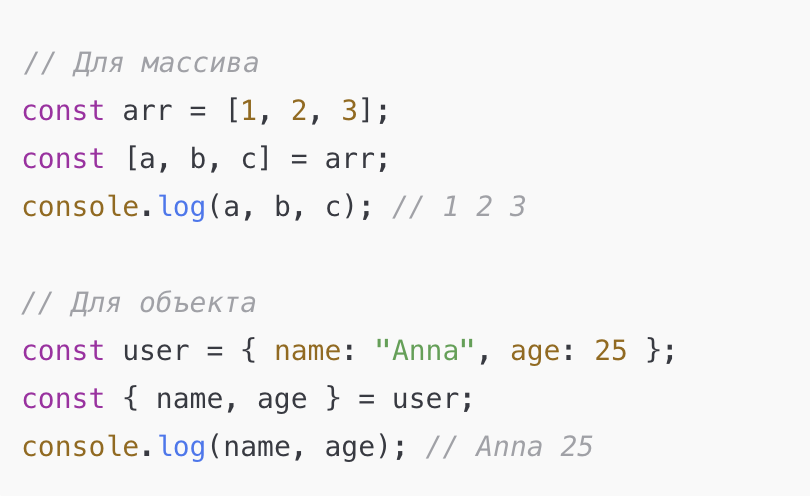 // Для массива
const arr = [1, 2, 3];
const [a, b, c] = arr;
console.log(a, b, c); // 1 2 3
// Для объекта
const user = { name: "Anna", age: 25 };
const { name, age } = user;
console.log(name, age); // Anna 25